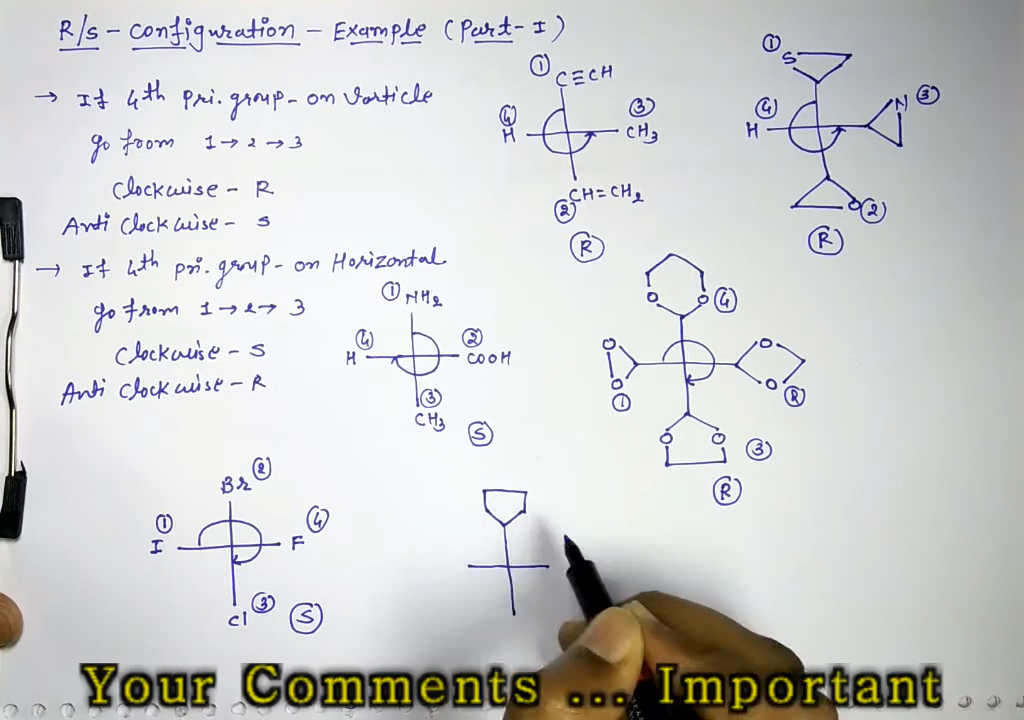 R/S - Configuration - Example (Part-I)
→ If 4th pri. group - on Varticle
go from 1 → 2 → 3
Clockwise - R
Anti Clockwise - S
→ If 4th pri. group - on Horizontal
go from 1 → 2 → 3
Clockwise - S
Anti Clockwise - R
① C≡CH
④ H
③ CH₃
CH=CH₂
②
Ⓡ
① S
④ H
N ③
O ②
Ⓡ
① NH₂
④ H
② COOH
③
CH₃
Ⓢ
O O ④
O
O
①
O
O Ⓡ
O O ③
Ⓡ
Br ②
① I
④ F
Cl ③
Ⓢ
Your Comments ... Important